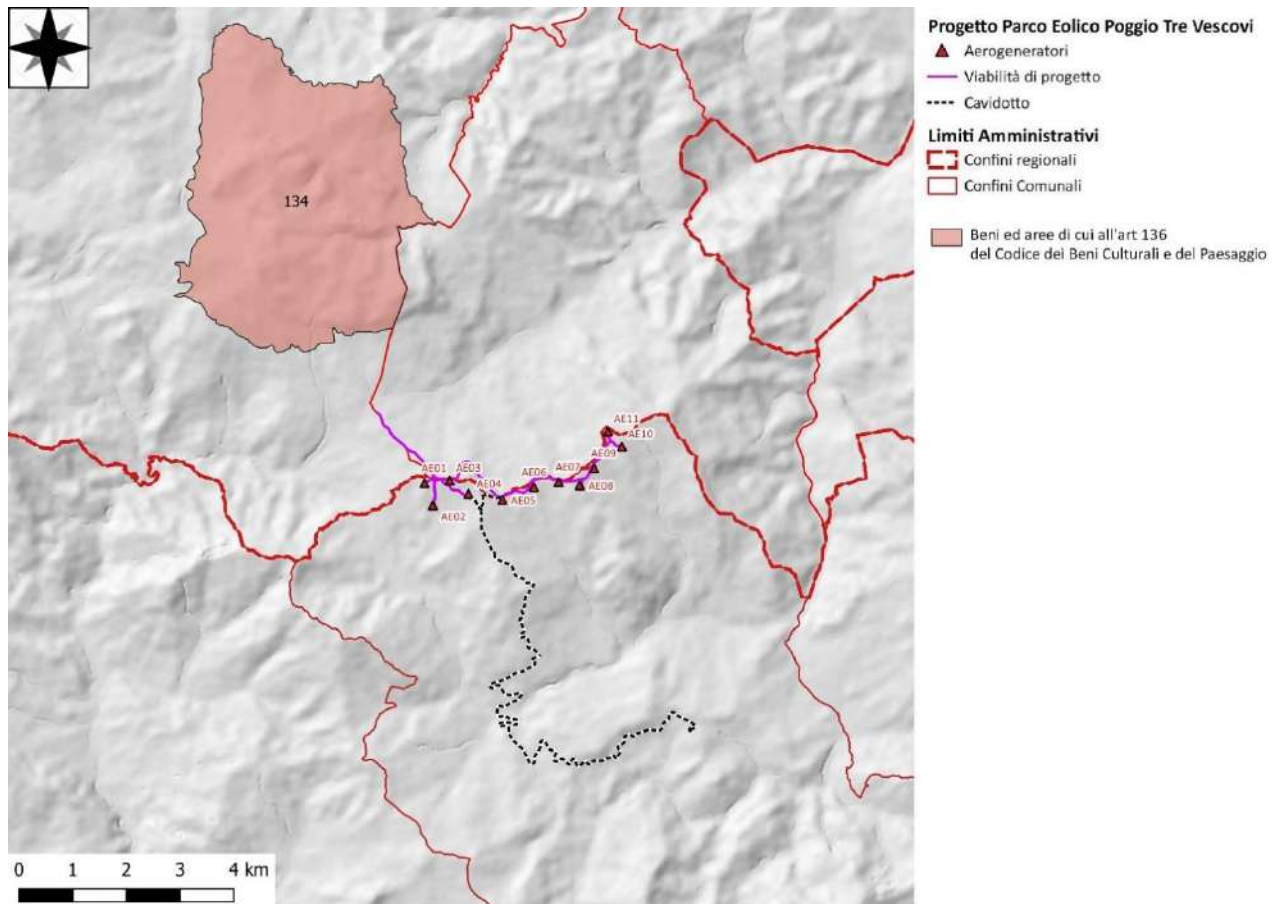 Progetto Parco Eolico Poggio Tre Vescovi
Aerogeneratori
Viabilità di progetto
Cavidotto
Limiti Amministrativi
Confini regionali
Confini Comunali
Beni ed aree di cui all'art 136
del Codice dei Beni Culturali e del Paesaggio
134
AE11
AE10
AE09
AE01
AE03
AE06
AE07
AE08
AE04
AE05
AE02
0 1 2 3 4 km